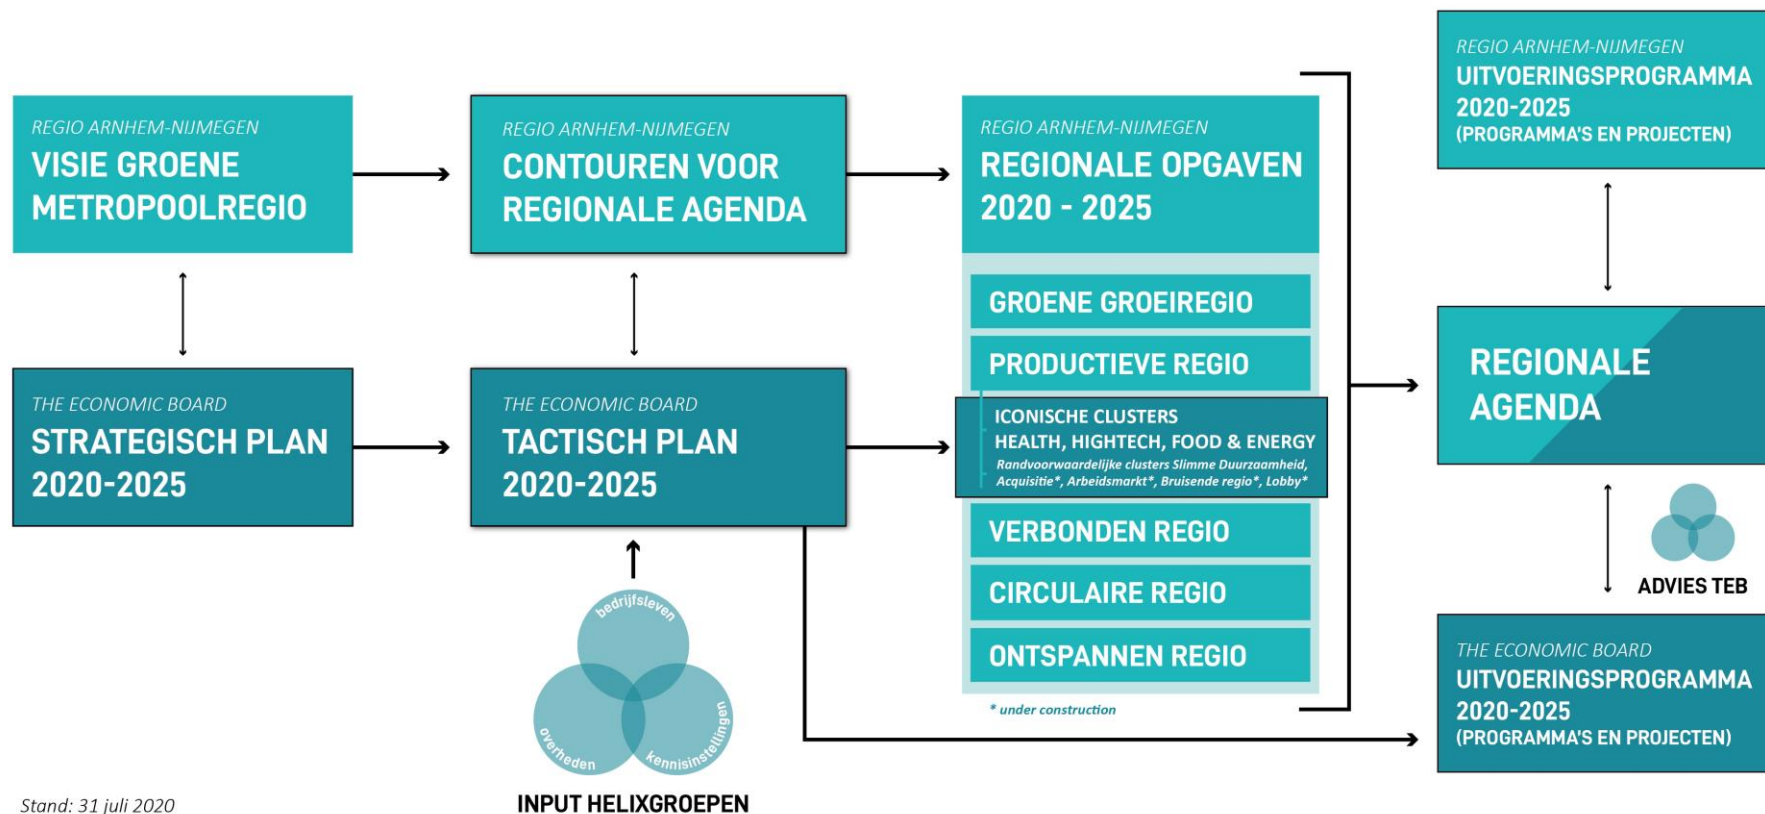 REGIO ARNHEM-NIJMEGEN
VISIE GROENE
METROPOOLREGIO
THE ECONOMIC BOARD
STRATEGISCH PLAN
2020-2025
REGIO ARNHEM-NIJMEGEN
CONTOUREN VOOR
REGIONALE AGENDA
THE ECONOMIC BOARD
TACTISCH PLAN
2020-2025
bedrijfsleven
overheden
kennisinstellingen
INPUT HELIXGROEPEN
REGIO ARNHEM-NIJMEGEN
REGIONALE OPGAVEN
2020 - 2025
GROENE GROEIREGIO
PRODUCTIEVE REGIO
ICONISCHE CLUSTERS
HEALTH, HIGHTECH, FOOD & ENERGY
Randvoorwaardelijke clusters Slimme Duurzaamheid,
Acquisitie*, Arbeidsmarkt*, Bruisende regio*, Lobby*
VERBONDEN REGIO
CIRCULAIRE REGIO
ONTSPANNEN REGIO
* under construction
REGIO ARNHEM-NIJMEGEN
UITVOERINGSPROGRAMMA
2020-2025
(PROGRAMMA'S EN PROJECTEN)
REGIONALE
AGENDA
ADVIES TEB
THE ECONOMIC BOARD
UITVOERINGSPROGRAMMA
2020-2025
(PROGRAMMA'S EN PROJECTEN)
Stand: 31 juli 2020